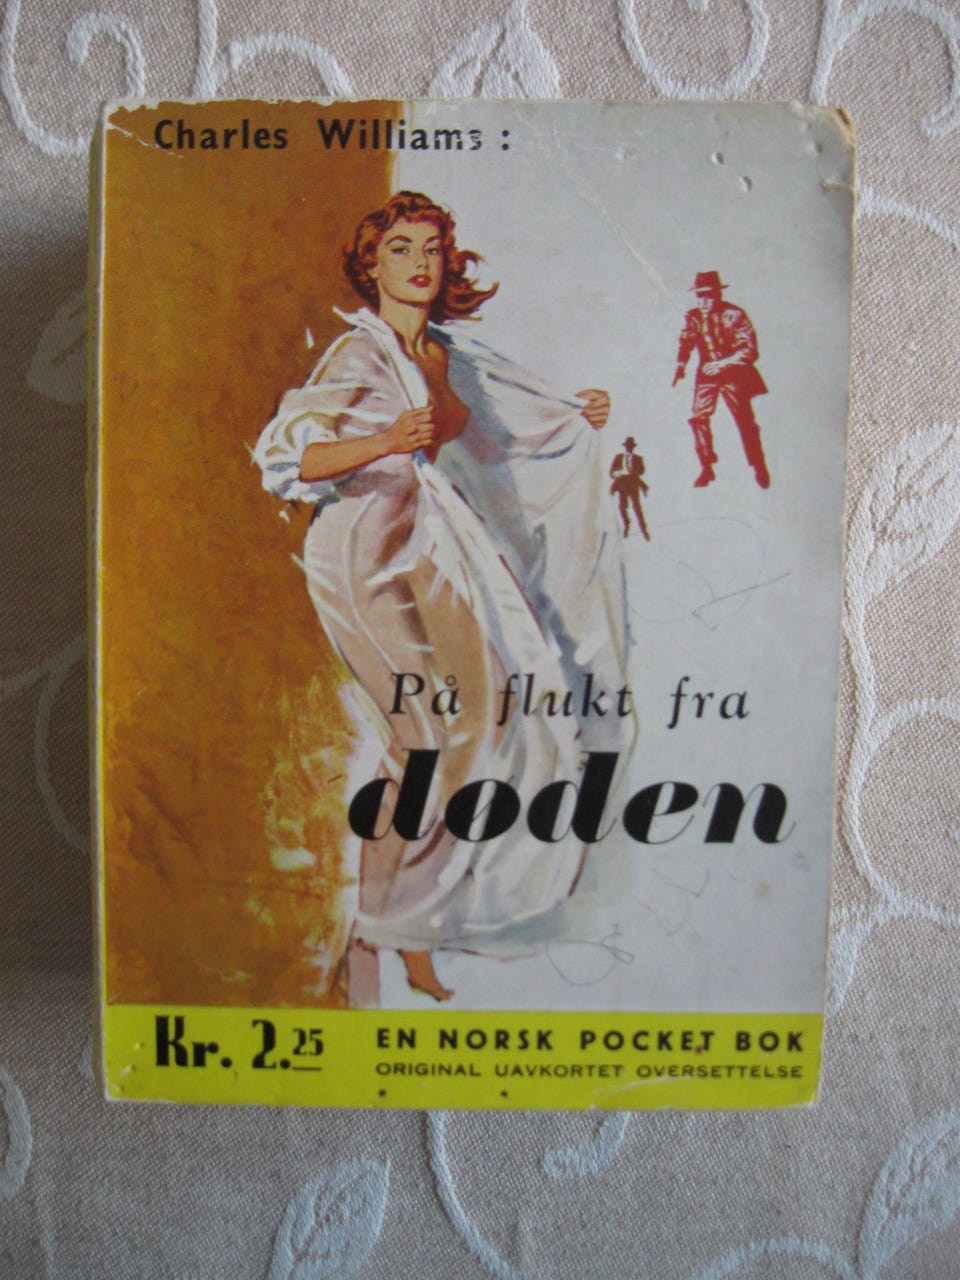 Charles Williams :
På flukt fra
døden
Kr. 2.25
EN NORSK POCKET BOK
ORIGINAL UAVKORTET OVERSETTELSE